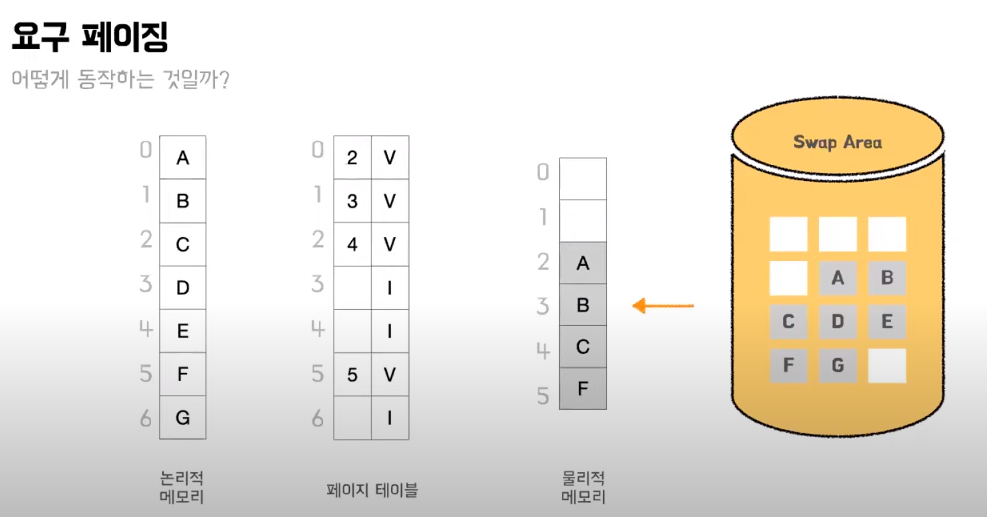 요구 페이징
어떻게 동작하는 것일까?
Swap Area
0 A
1 B
2 C
3 D
4 E
5 F
6 G
논리적
메모리
0 2 V
1 3 V
2 4 V
3 I
4 I
5 5 V
6 I
페이지 테이블
0
1
2 A
3 B
4 C
5 F
물리적
메모리
A B
C D E
F G